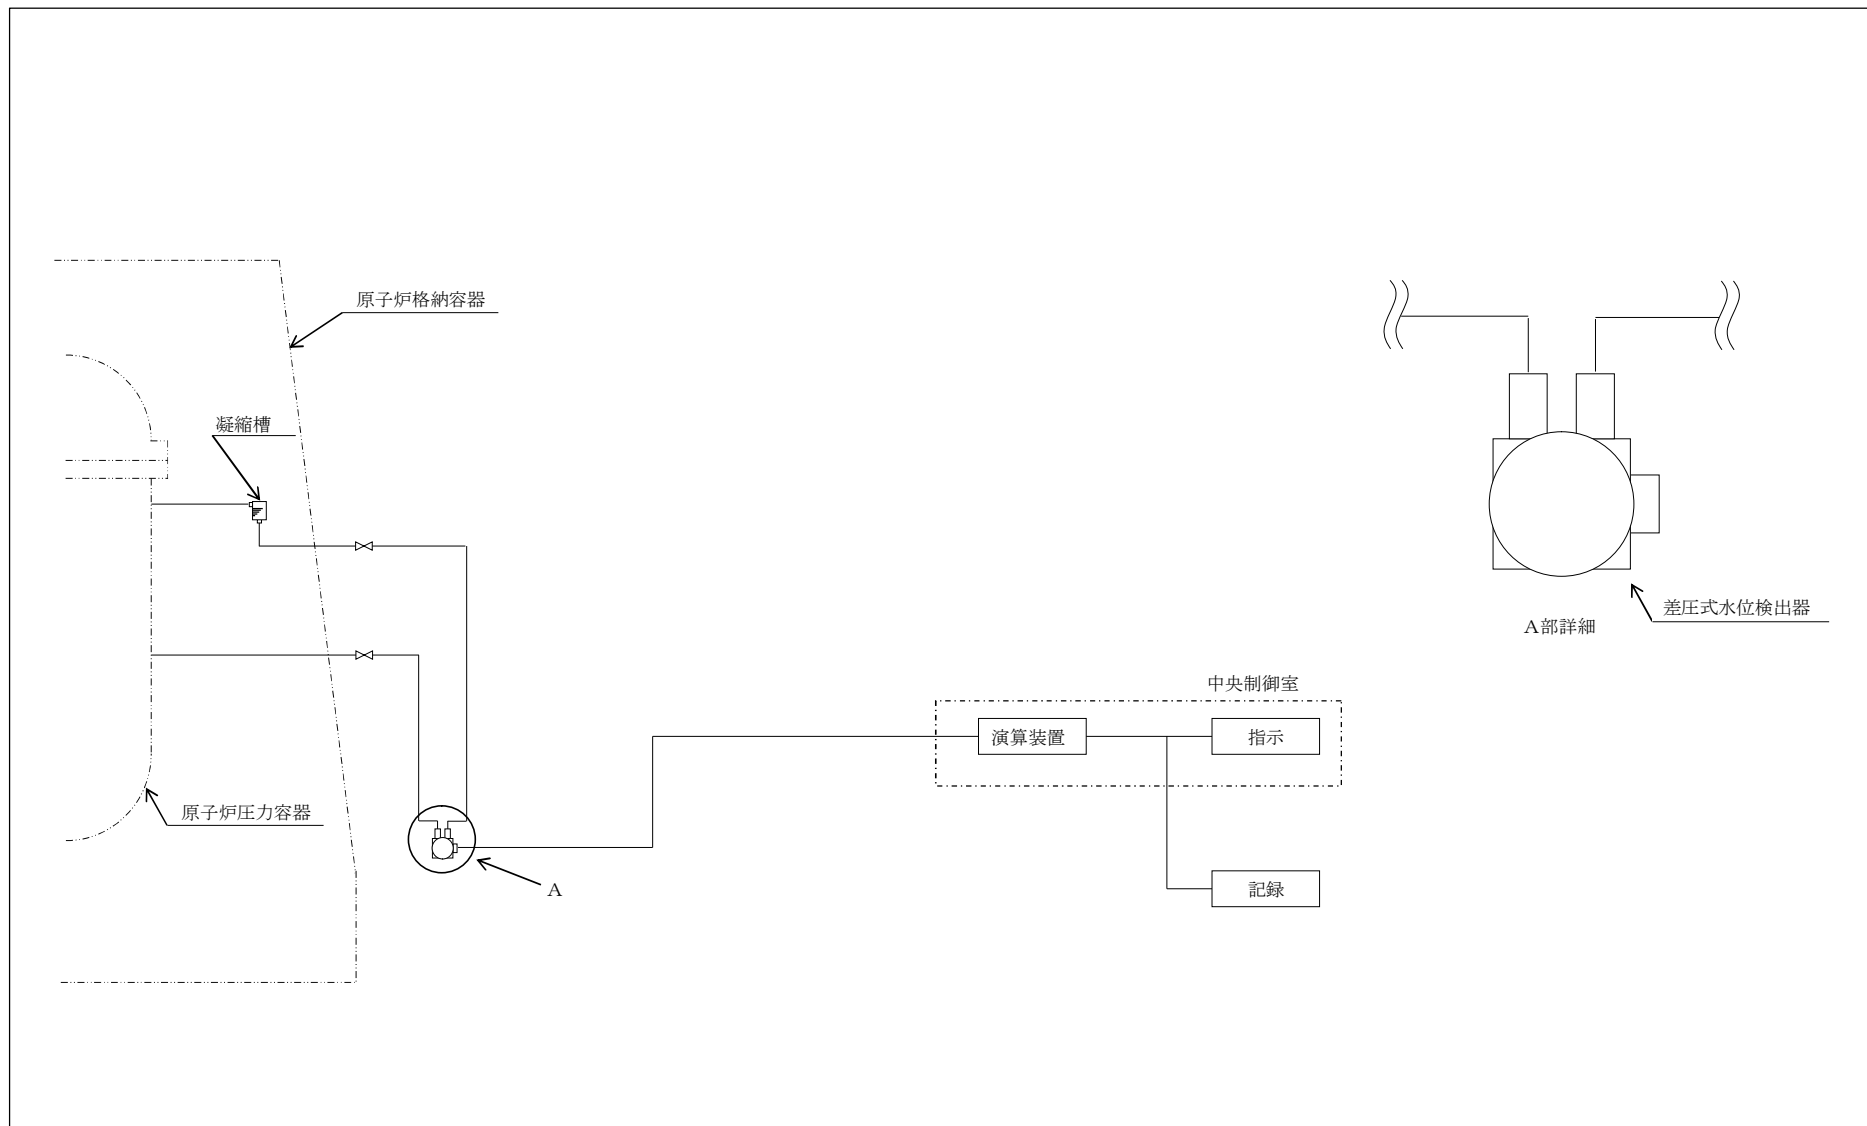 原子炉格納容器
凝縮槽
差圧式水位検出器
A部詳細
中央制御室
演算装置
指示
原子炉圧力容器
A
記録